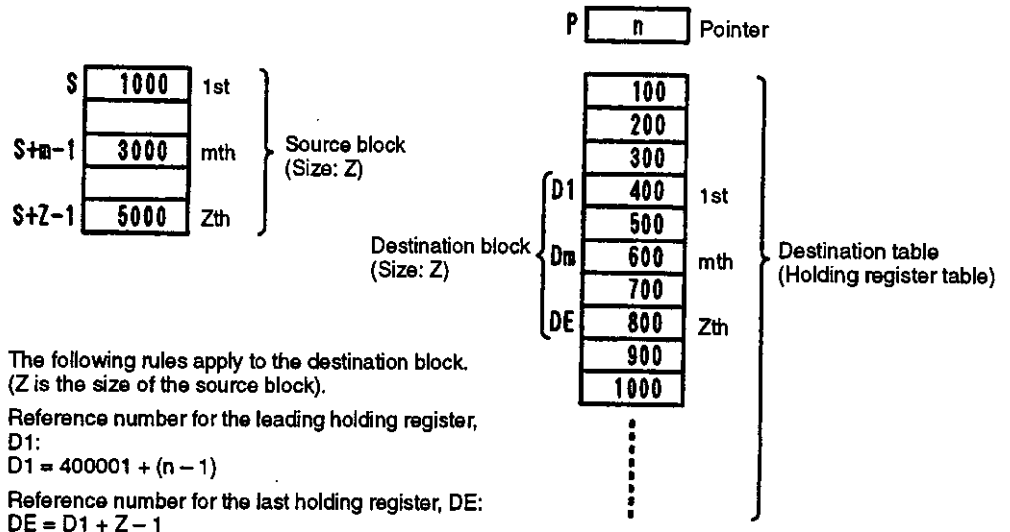 P n Pointer
S 1000 1st
S+m-1 3000 mth
S+Z-1 5000 Zth
Source block
(Size: Z)
100
200
300
D1 400 1st
500
Dm 600 mth
700
DE 800 Zth
900
1000
Destination block
(Size: Z)
Destination table
(Holding register table)
The following rules apply to the destination block.
(Z is the size of the source block).
Reference number for the leading holding register,
D1:
D1 = 400001 + (n – 1)
Reference number for the last holding register, DE:
DE = D1 + Z – 1